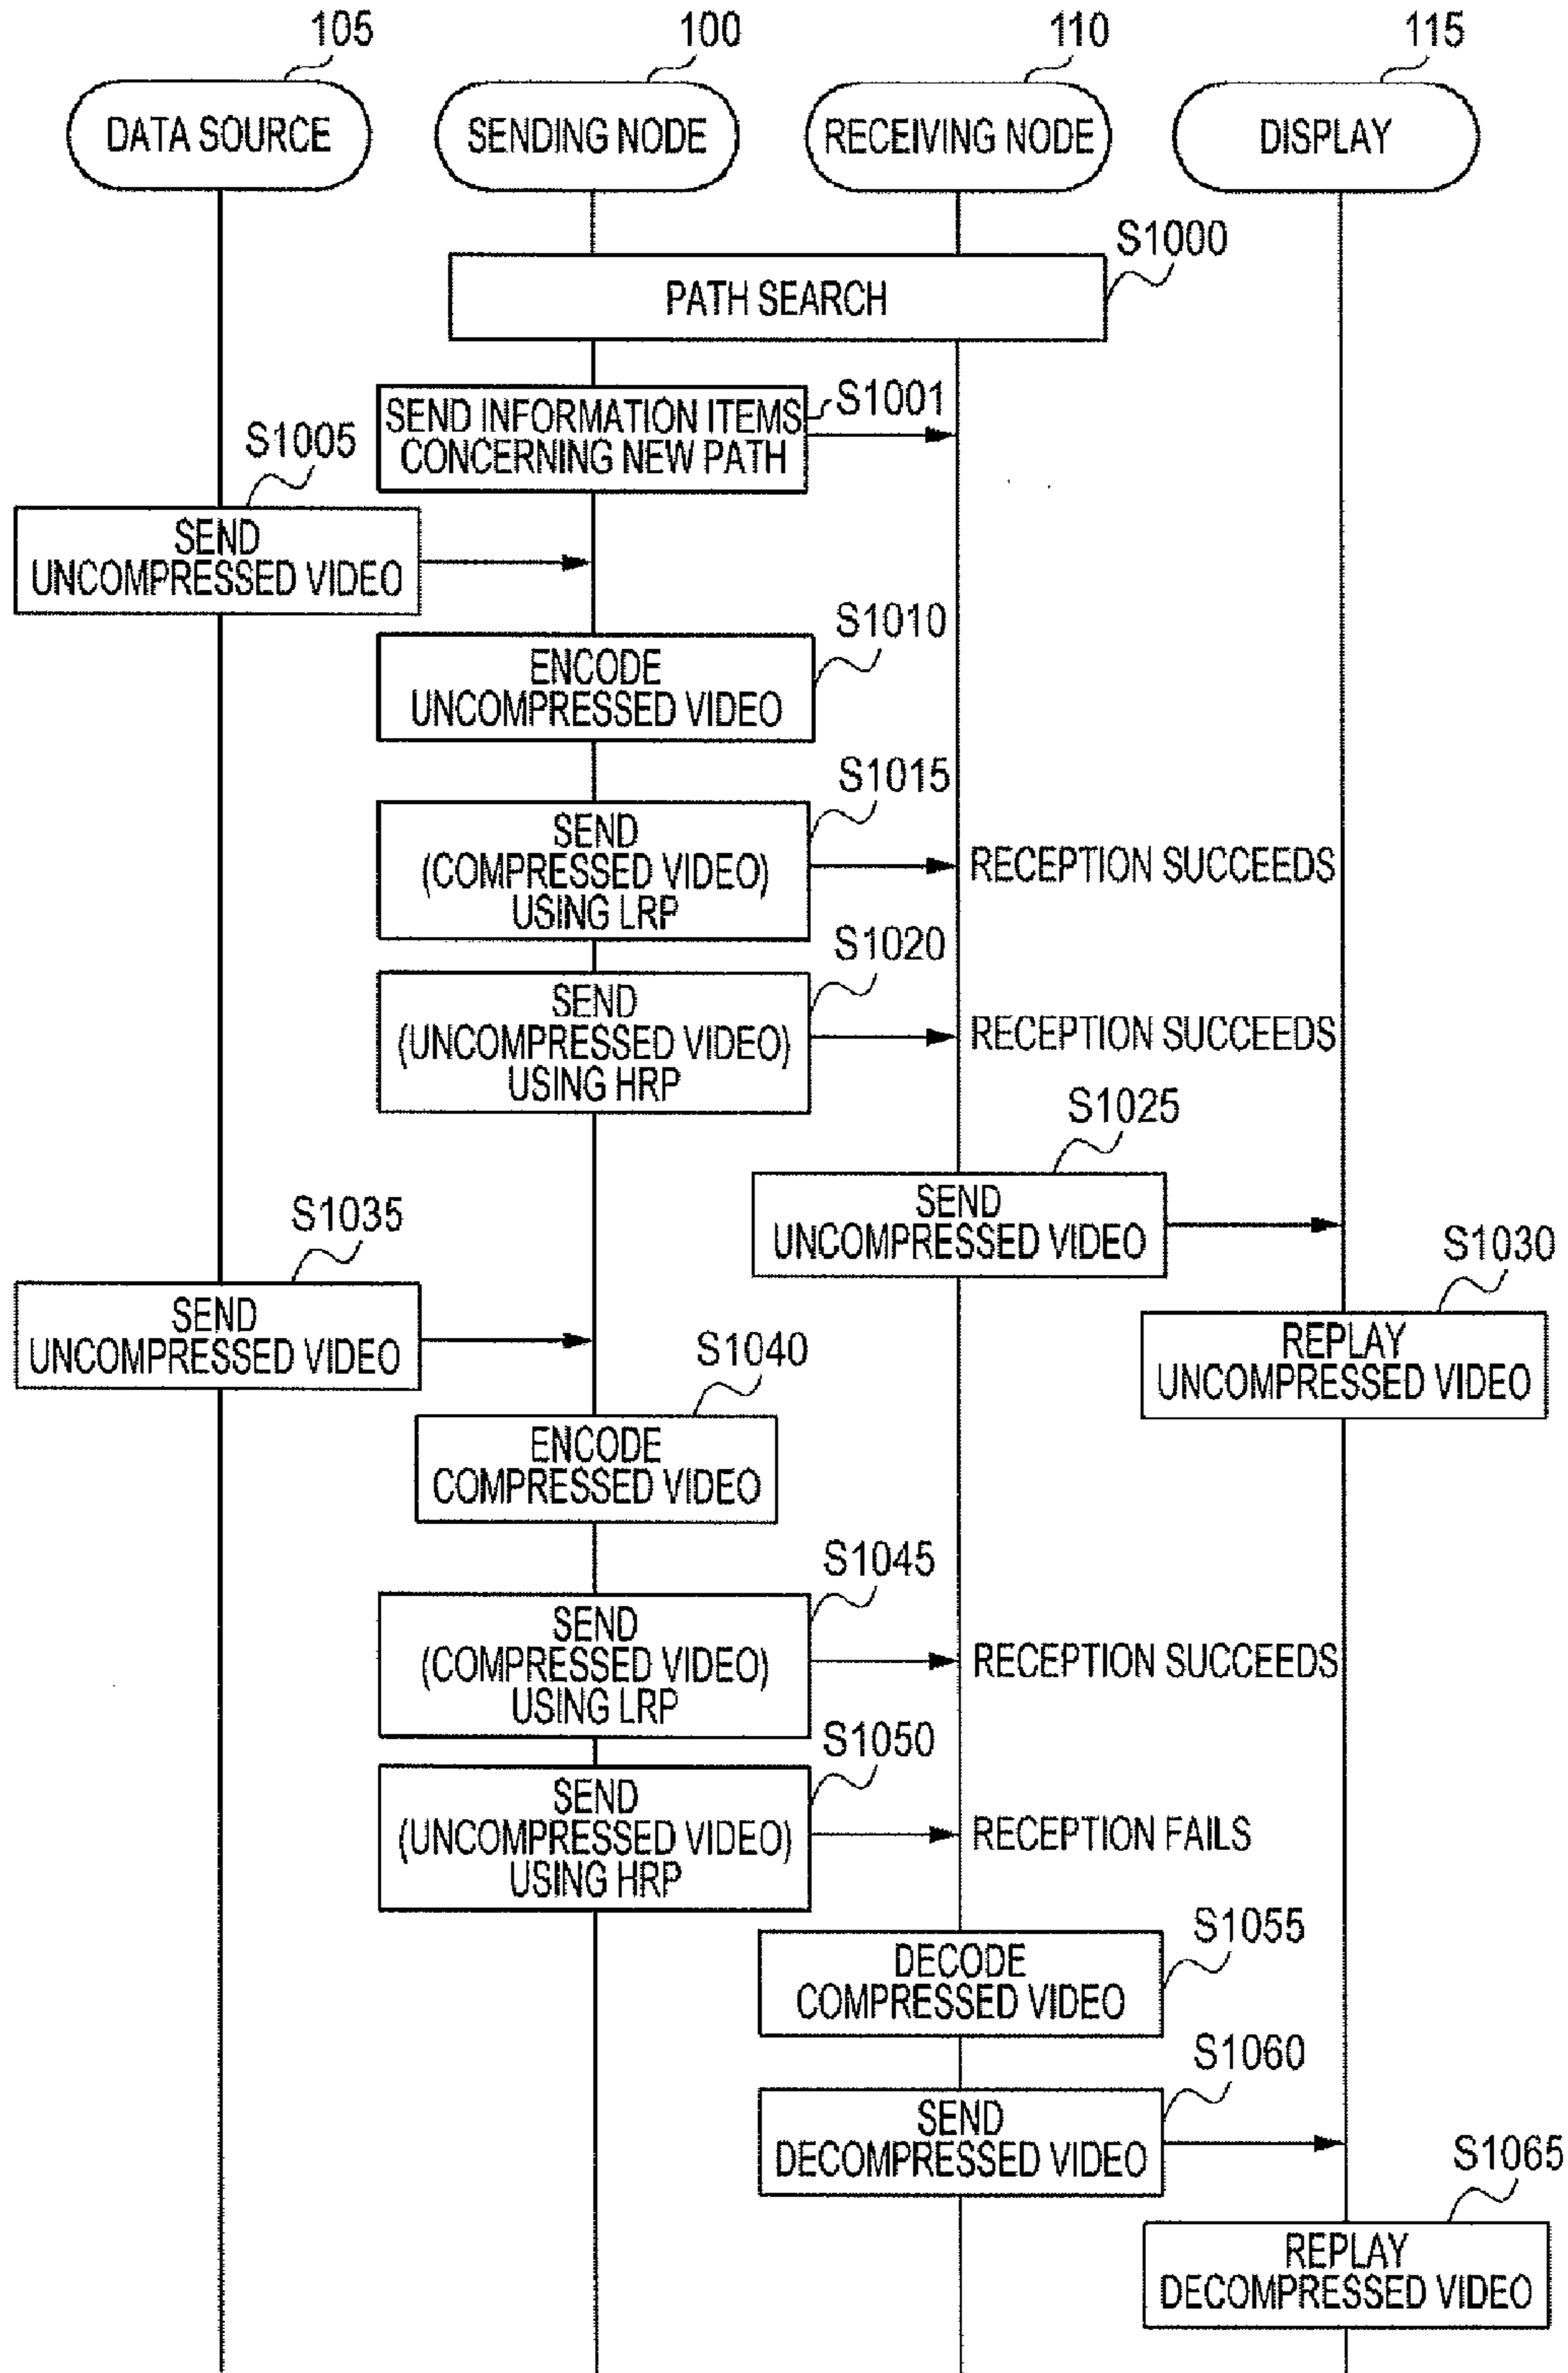 105
100
110
115
DATA SOURCE
SENDING NODE
RECEIVING NODE
DISPLAY
S1000
PATH SEARCH
S1001
SEND INFORMATION ITEMS
CONCERNING NEW PATH
S1005
SEND
UNCOMPRESSED VIDEO
S1010
ENCODE
UNCOMPRESSED VIDEO
S1015
SEND
(COMPRESSED VIDEO)
USING LRP
RECEPTION SUCCEEDS
S1020
SEND
(UNCOMPRESSED VIDEO)
USING HRP
RECEPTION SUCCEEDS
S1025
SEND
UNCOMPRESSED VIDEO
S1030
REPLAY
UNCOMPRESSED VIDEO
S1035
SEND
UNCOMPRESSED VIDEO
S1040
ENCODE
COMPRESSED VIDEO
S1045
SEND
(COMPRESSED VIDEO)
USING LRP
RECEPTION SUCCEEDS
S1050
SEND
(UNCOMPRESSED VIDEO)
USING HRP
RECEPTION FAILS
S1055
DECODE
COMPRESSED VIDEO
S1060
SEND
DECOMPRESSED VIDEO
S1065
REPLAY
DECOMPRESSED VIDEO